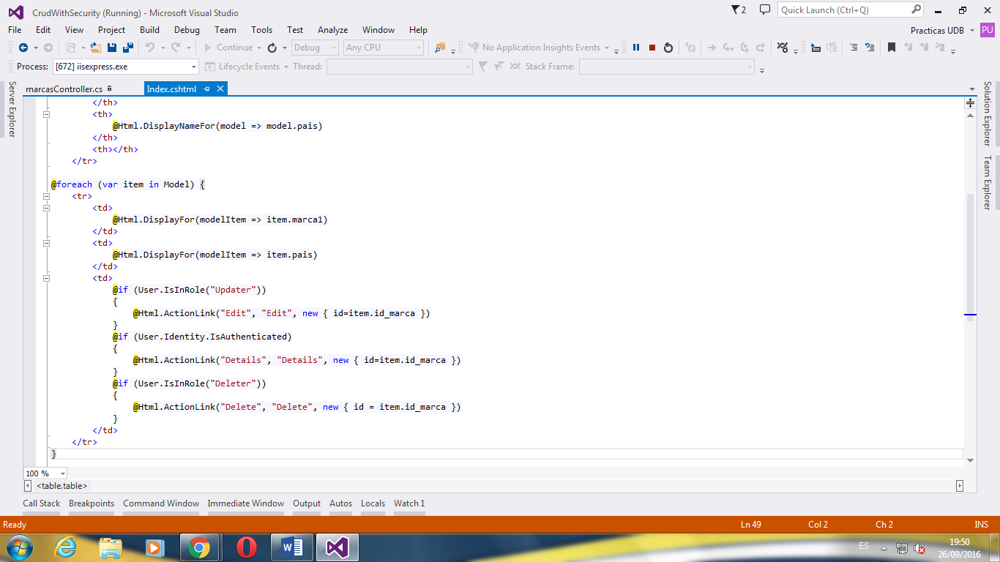 CrudWithSecurity (Running) - Microsoft Visual Studio
2
Quick Launch (Ctrl+Q)
File Edit View Project Build Debug Team Tools Test Analyze Window Help
Practicas UDB PU
Continue Debug Any CPU No Application Insights Events
Process: [672] iisexpress.exe Lifecycle Events Thread: Stack Frame:
Server Explorer
marcasController.cs Index.cshtml
Solution Explorer
Team Explorer
</th>
<th>
@Html.DisplayNameFor(model => model.pais)
</th>
<th></th>
</tr>
@foreach (var item in Model) {
<tr>
<td>
@Html.DisplayFor(modelItem => item.marca1)
</td>
<td>
@Html.DisplayFor(modelItem => item.pais)
</td>
<td>
@if (User.IsInRole("Updater"))
{
@Html.ActionLink("Edit", "Edit", new { id=item.id_marca })
}
@if (User.Identity.IsAuthenticated)
{
@Html.ActionLink("Details", "Details", new { id=item.id_marca })
}
@if (User.IsInRole("Deleter"))
{
@Html.ActionLink("Delete", "Delete", new { id = item.id_marca })
}
</td>
</tr>
}
100 %
<table.table>
Call Stack Breakpoints Command Window Immediate Window Output Autos Locals Watch 1
Ready Ln 49 Col 2 Ch 2 INS
ES 19:50
26/09/2016